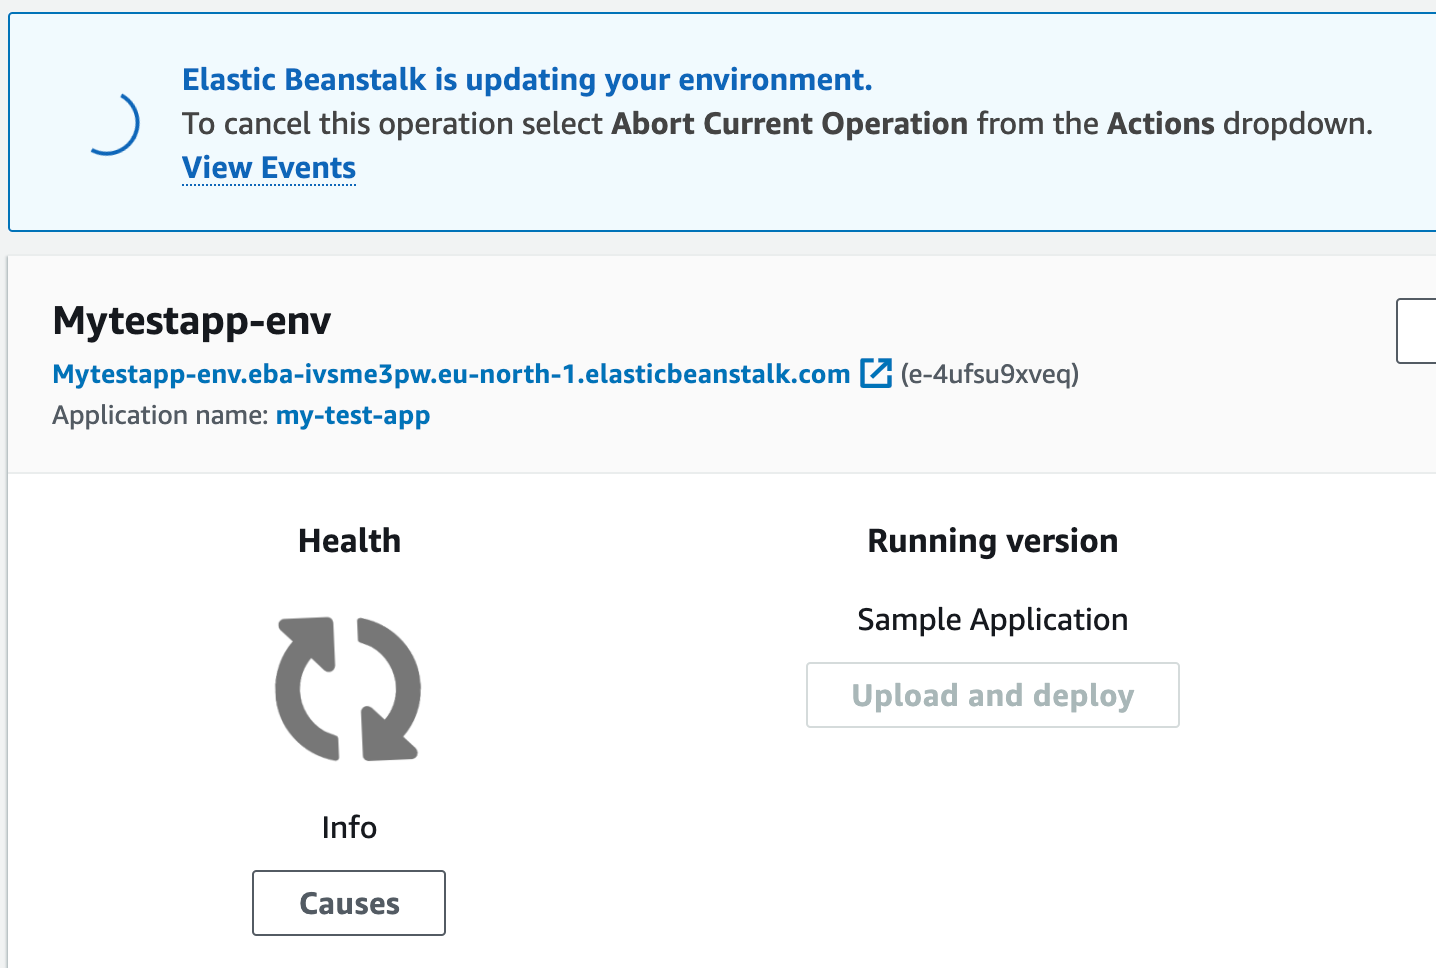 Elastic Beanstalk is updating your environment.
To cancel this operation select Abort Current Operation from the Actions dropdown.
View Events
Mytestapp-env
Mytestapp-env.eba-ivsme3pw.eu-north-1.elasticbeanstalk.com (e-4ufsu9xveq)
Application name: my-test-app
Health
Running version
Sample Application
Upload and deploy
Info
Causes